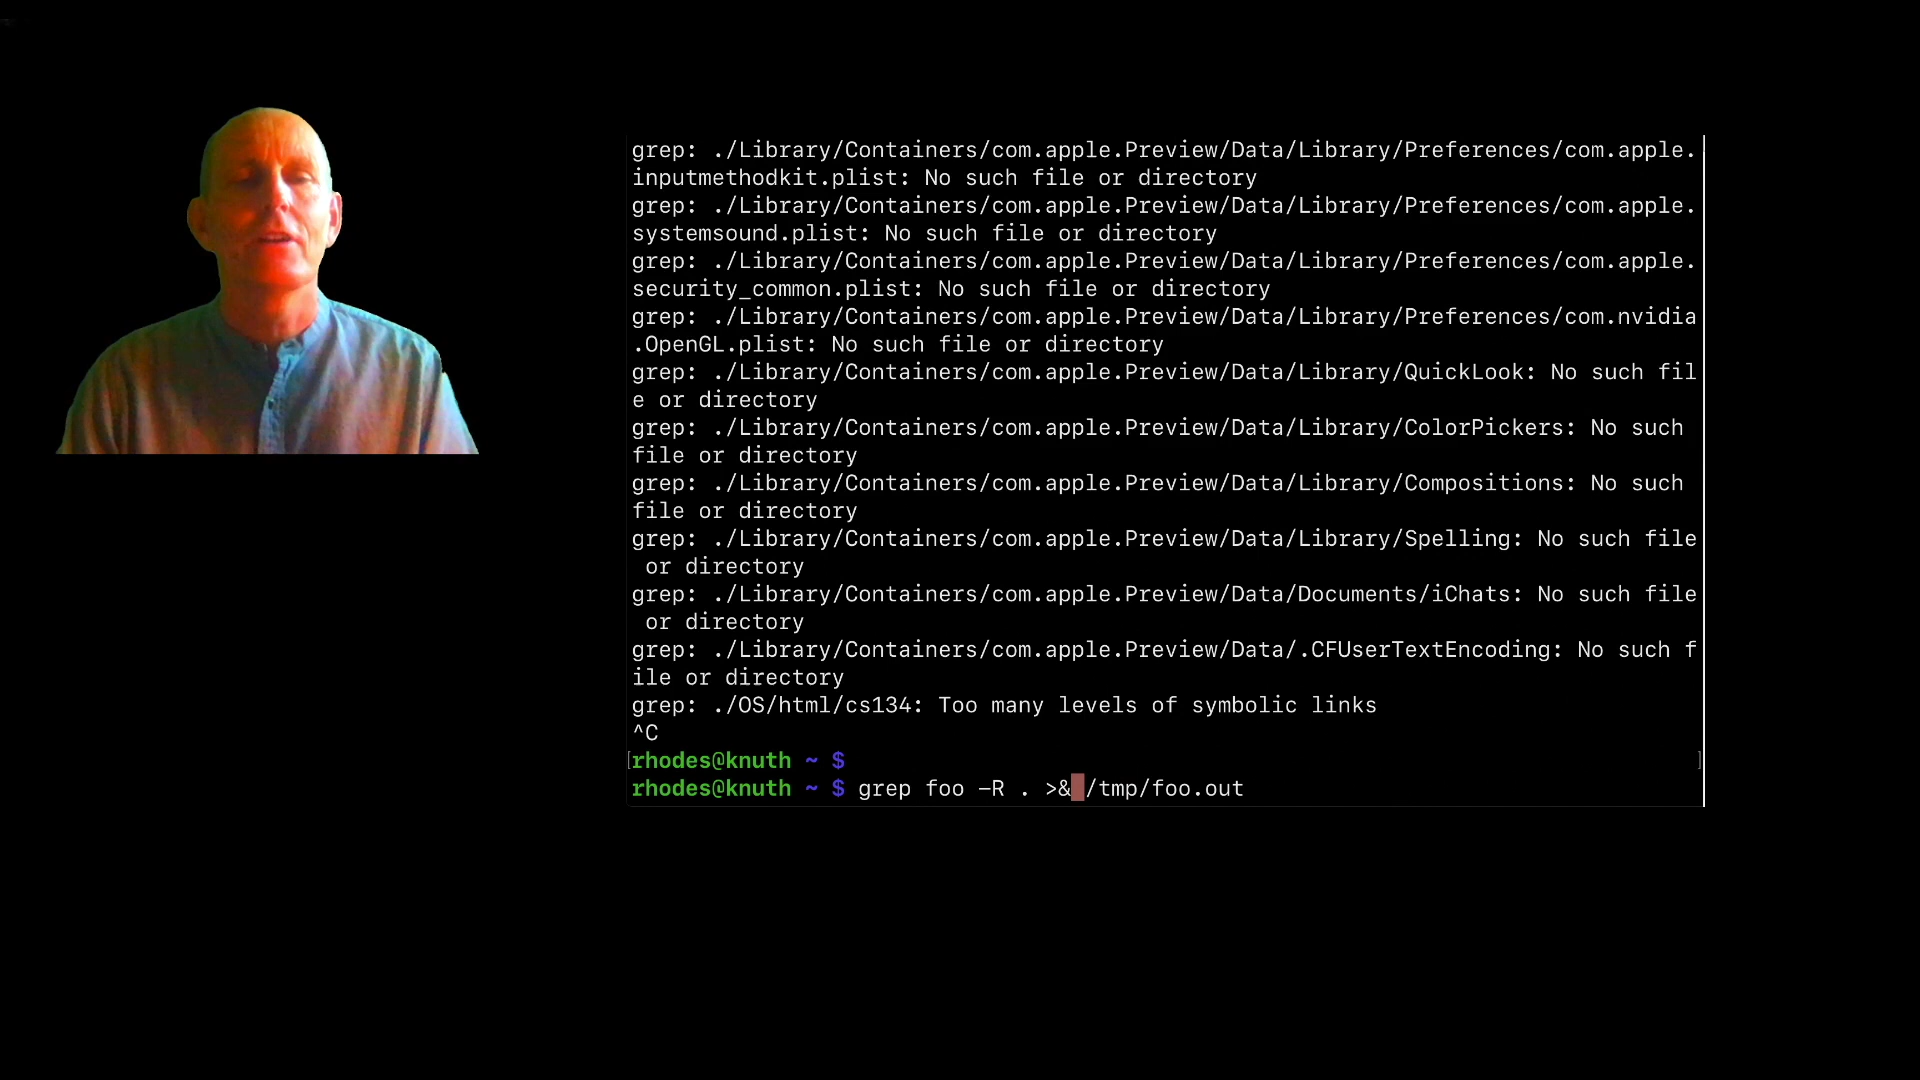 grep: ./Library/Containers/com.apple.Preview/Data/Library/Preferences/com.apple.
inputmethodkit.plist: No such file or directory
grep: ./Library/Containers/com.apple.Preview/Data/Library/Preferences/com.apple.
systemsound.plist: No such file or directory
grep: ./Library/Containers/com.apple.Preview/Data/Library/Preferences/com.apple.
security_common.plist: No such file or directory
grep: ./Library/Containers/com.apple.Preview/Data/Library/Preferences/com.nvidia
.OpenGL.plist: No such file or directory
grep: ./Library/Containers/com.apple.Preview/Data/Library/QuickLook: No such fil
e or directory
grep: ./Library/Containers/com.apple.Preview/Data/Library/ColorPickers: No such
file or directory
grep: ./Library/Containers/com.apple.Preview/Data/Library/Compositions: No such
file or directory
grep: ./Library/Containers/com.apple.Preview/Data/Library/Spelling: No such file
 or directory
grep: ./Library/Containers/com.apple.Preview/Data/Documents/iChats: No such file
 or directory
grep: ./Library/Containers/com.apple.Preview/Data/.CFUserTextEncoding: No such f
ile or directory
grep: ./OS/html/cs134: Too many levels of symbolic links
^C
[rhodes@knuth ~ $ ]
rhodes@knuth ~ $ grep foo -R . >& /tmp/foo.out